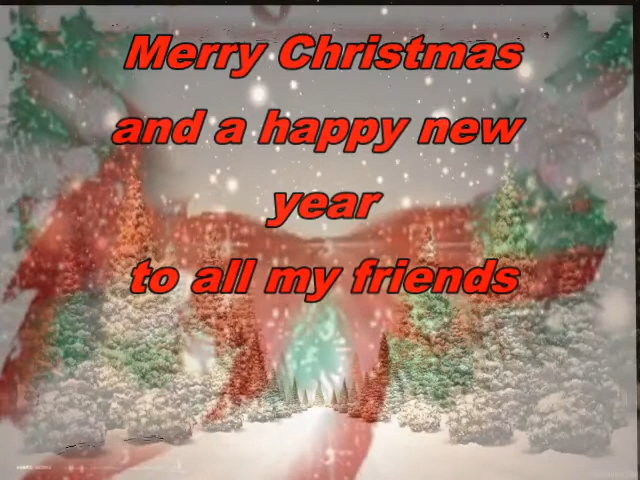 Merry Christmas
and a happy new
year
to all my friends